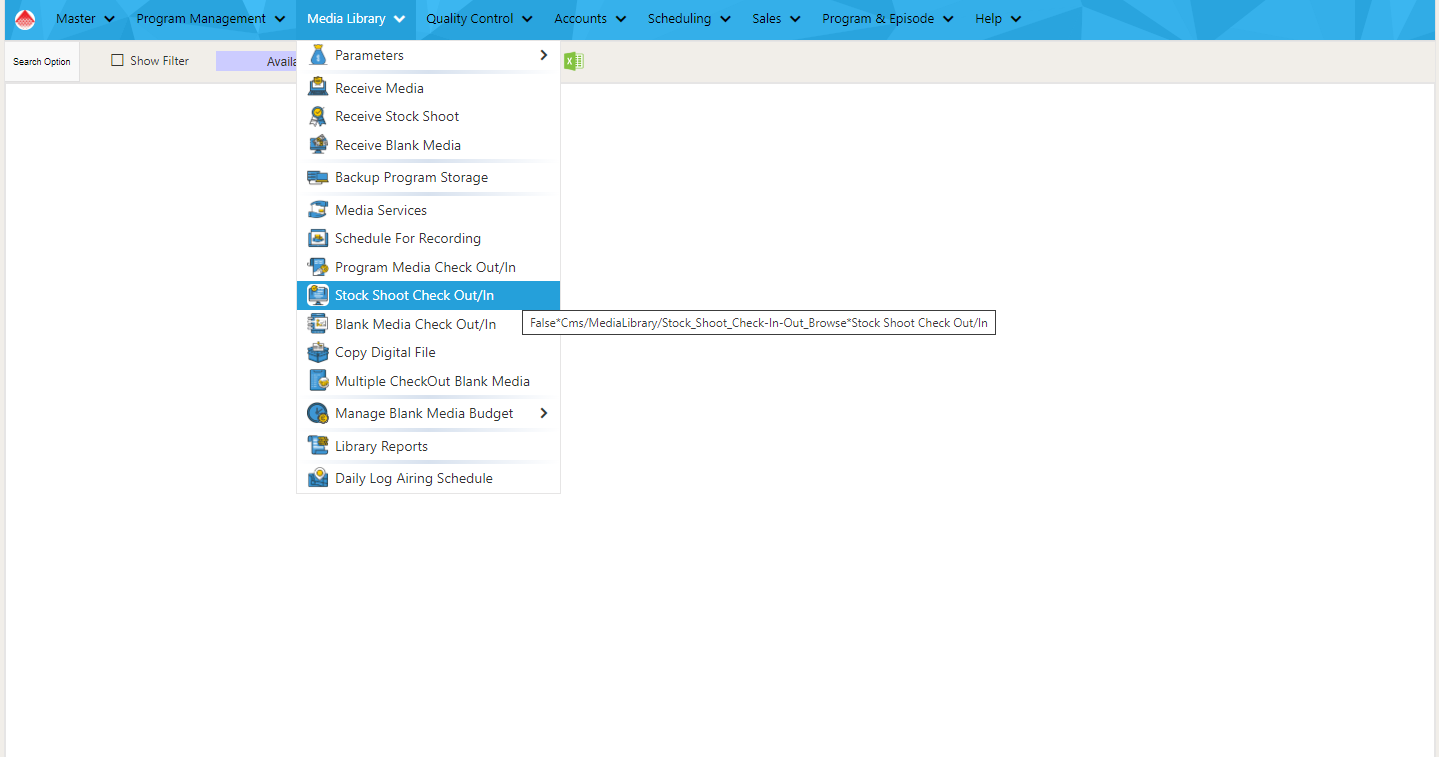 Master Program Management Media Library Quality Control Accounts Scheduling Sales Program & Episode Help
Search Option Show Filter
Parameters
Receive Media
Receive Stock Shoot
Receive Blank Media
Backup Program Storage
Media Services
Schedule For Recording
Program Media Check Out/In
Stock Shoot Check Out/In
False*Cms/MediaLibrary/Stock_Shoot_Check-In-Out_Browse*Stock Shoot Check Out/In
Blank Media Check Out/In
Copy Digital File
Multiple CheckOut Blank Media
Manage Blank Media Budget
Library Reports
Daily Log Airing Schedule